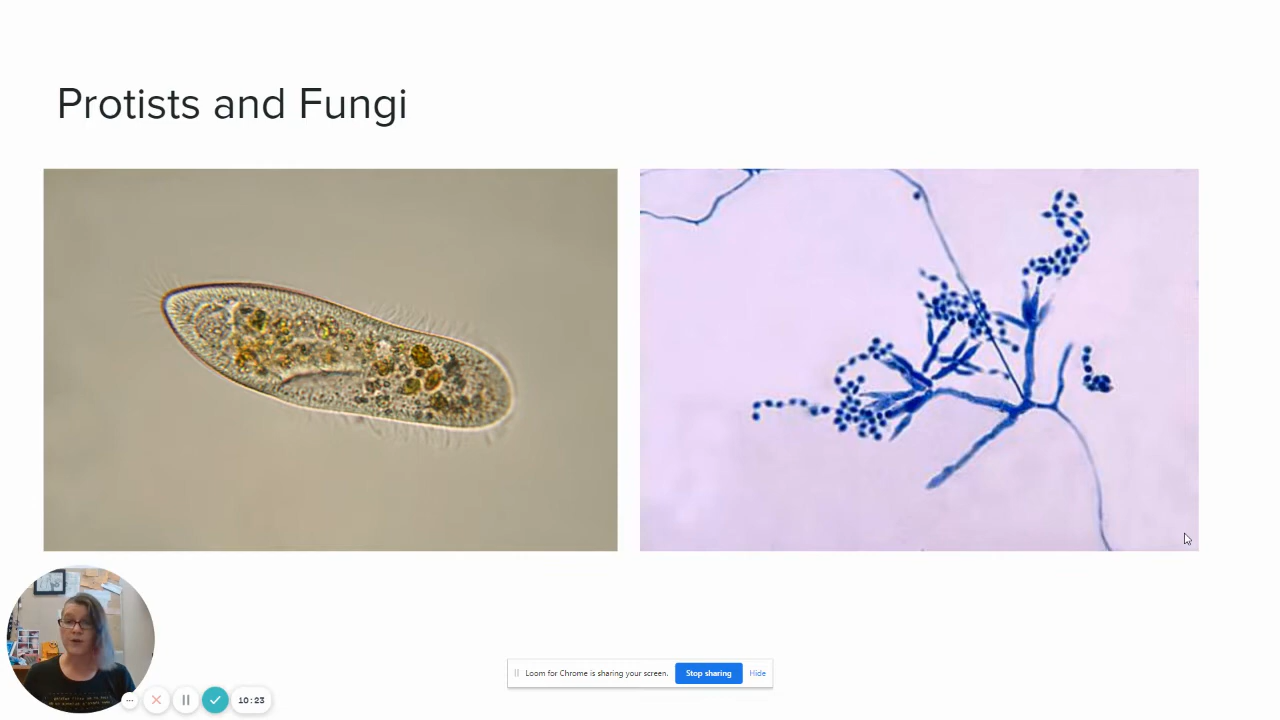 Protists and Fungi
Loom for Chrome is sharing your screen.
Stop sharing
Hide
10:23